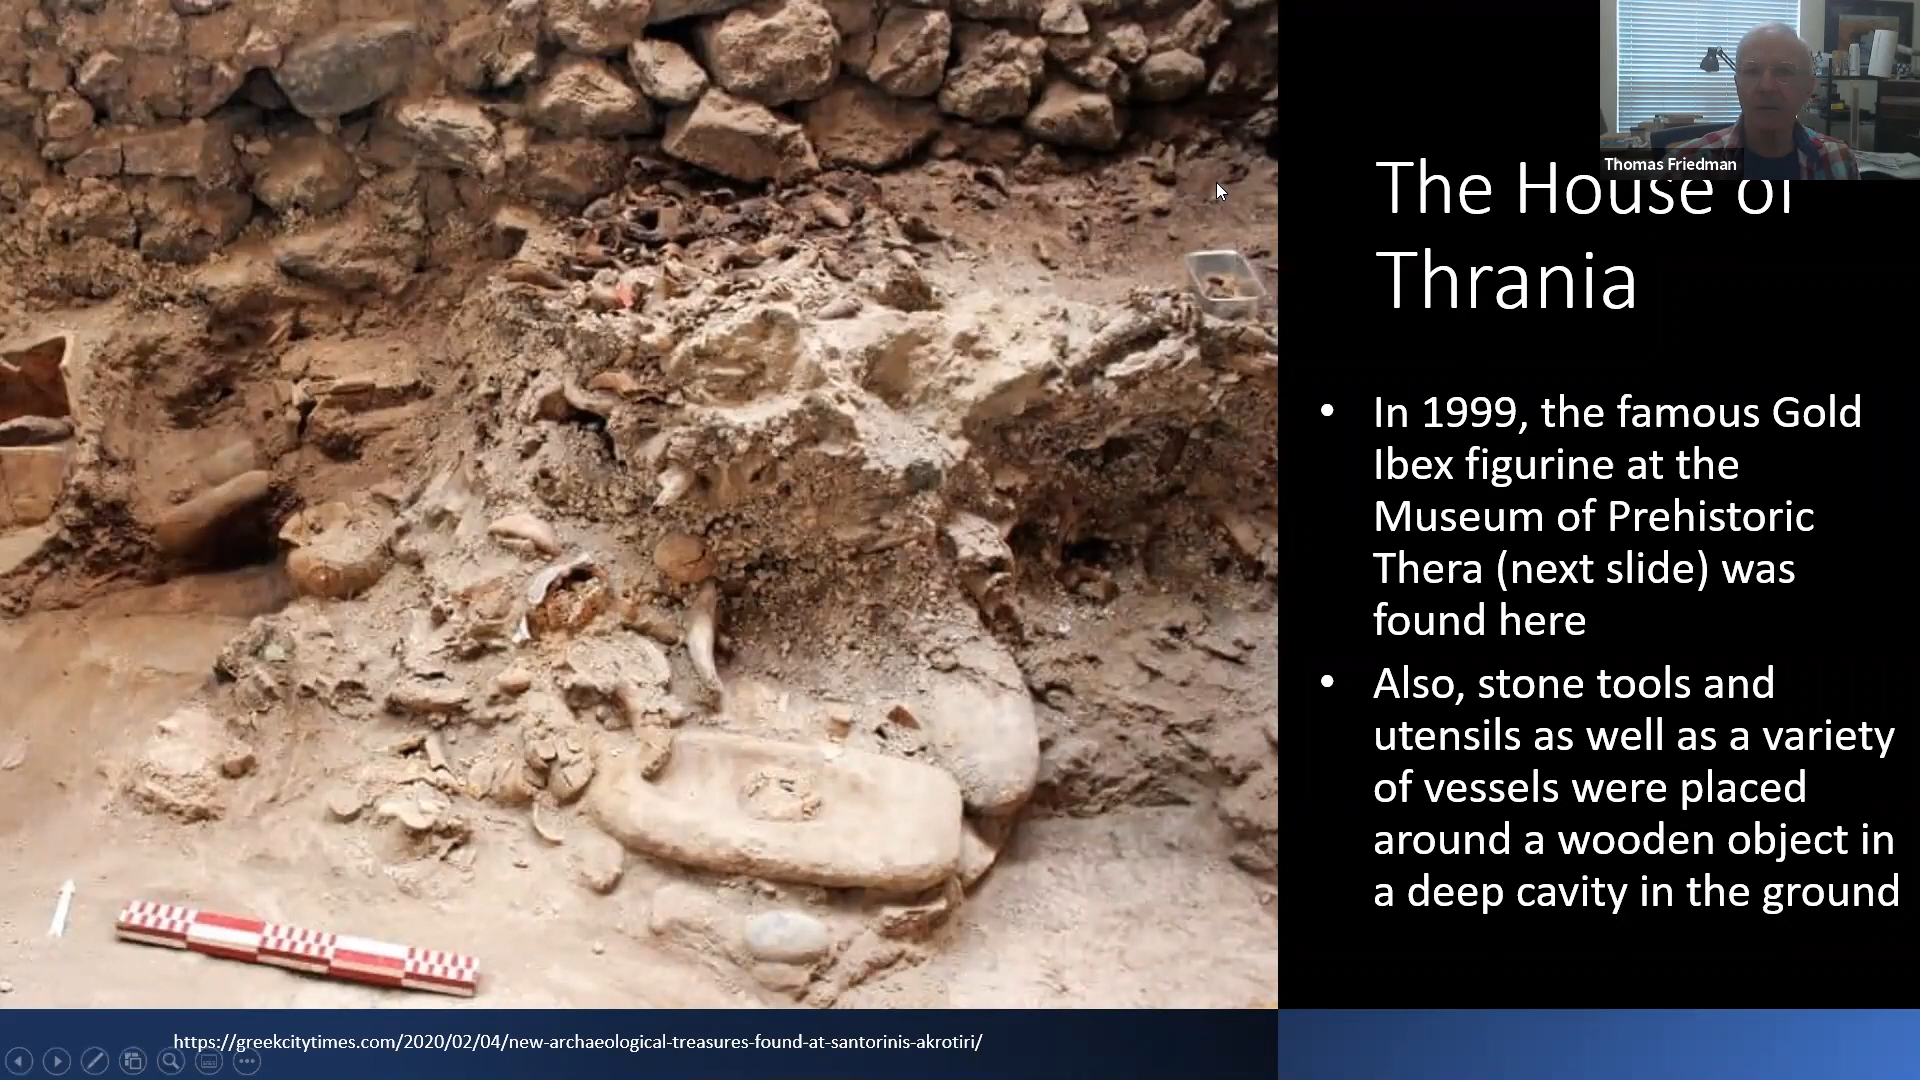 Thomas Friedman
The House of
Thrania
• In 1999, the famous Gold
Ibex figurine at the
Museum of Prehistoric
Thera (next slide) was
found here
• Also, stone tools and
utensils as well as a variety
of vessels were placed
around a wooden object in
a deep cavity in the ground
https://greekcitytimes.com/2020/02/04/new-archaeological-treasures-found-at-santorinis-akrotiri/